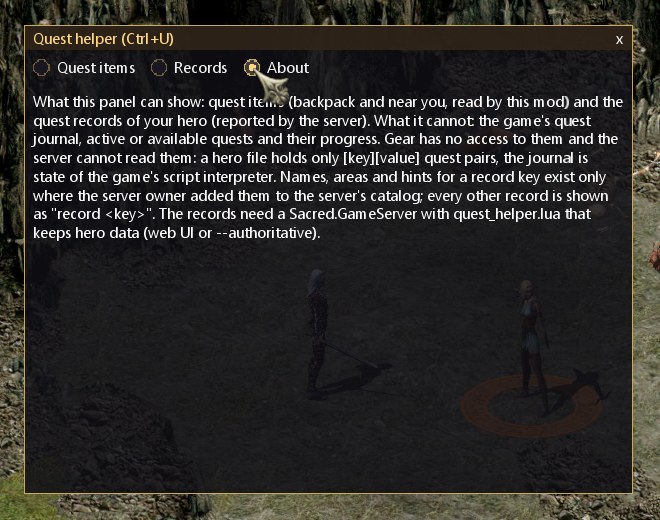 Quest helper (Ctrl+U) x
Quest items Records About
What this panel can show: quest items (backpack and near you, read by this mod) and the
quest records of your hero (reported by the server). What it cannot: the game's quest
journal, active or available quests and their progress. Gear has no access to them and the
server cannot read them: a hero file holds only [key][value] quest pairs, the journal is
state of the game's script interpreter. Names, areas and hints for a record key exist only
where the server owner added them to the server's catalog; every other record is shown
as "record <key>". The records need a Sacred.GameServer with quest_helper.lua that
keeps hero data (web UI or --authoritative).